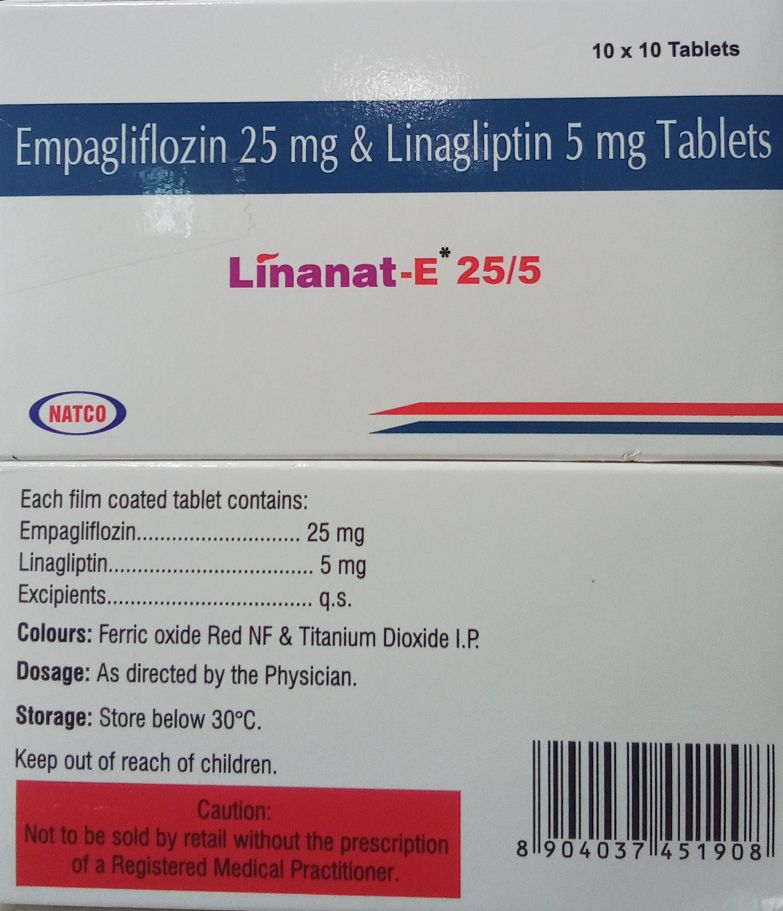 10 x 10 Tablets
Empagliflozin 25 mg & Linagliptin 5 mg Tablets
Linanat-E* 25/5
NATCO
Each film coated tablet contains:
Empagliflozin............................ 25 mg
Linagliptin................................... 5 mg
Excipients................................... q.s.
Colours: Ferric oxide Red NF & Titanium Dioxide I.P.
Dosage: As directed by the Physician.
Storage: Store below 30°C.
Keep out of reach of children.
Caution:
Not to be sold by retail without the prescription
of a Registered Medical Practitioner.
8 904037 451908